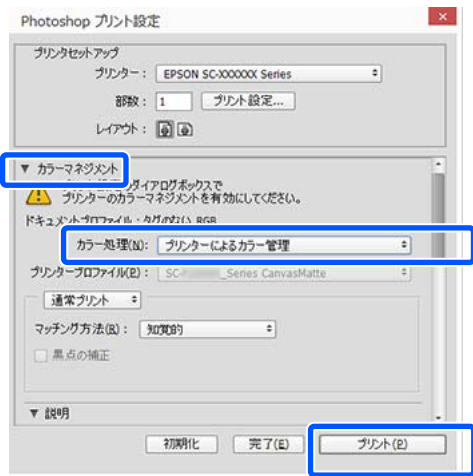 Photoshop プリント設定
プリンタセットアップ
プリンター： EPSON SC-XXXXXX Series
部数： 1 プリント設定...
レイアウト：
▼ カラーマネジメント
ダイアログボックスで
プリンターのカラーマネジメントを有効にしてください。
ドキュメントプロファイル：タグのない RGB
カラー処理(N)： プリンターによるカラー管理
プリンタープロファイル(P)： SC- _Series CanvasMatte
通常プリント
マッチング方法(R)： 知覚的
黒点の補正
▼ 説明
初期化 完了(E) プリント(P)